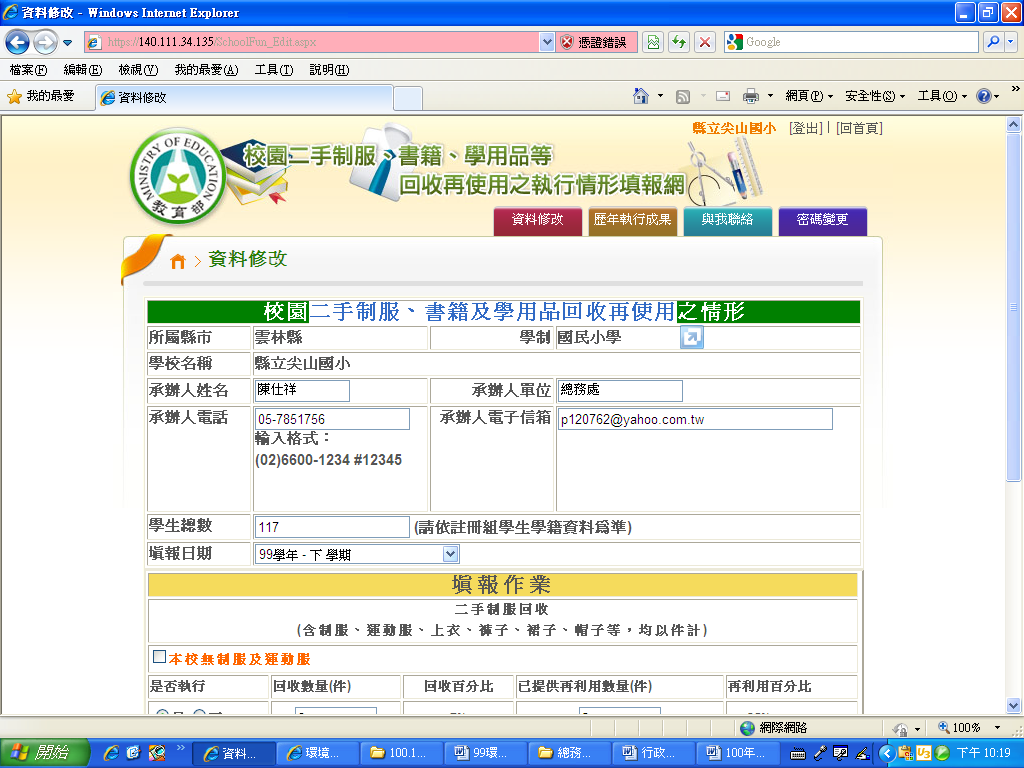 資料修改 - Windows Internet Explorer
https://140.111.34.135/SchoolFun_Edit.aspx
憑證錯誤
Google
檔案(F) 編輯(E) 檢視(V) 我的最愛(A) 工具(T) 說明(H)
我的最愛 資料修改
網頁(P) 安全性(S) 工具(O)
縣立尖山國小 [登出] | [回首頁]
MINISTRY OF EDUCATION
教育部
校園二手制服、書籍、學用品等
回收再使用之執行情形填報網
資料修改 歷年執行成果 與我聯絡 密碼變更
> 資料修改
校園二手制服、書籍及學用品回收再使用之情形
所屬縣市 雲林縣 學制 國民小學
學校名稱 縣立尖山國小
承辦人姓名 陳仕祥 承辦人單位 總務處
承辦人電話 05-7851756 承辦人電子信箱 p120762@yahoo.com.tw
輸入格式：
(02)6600-1234 #12345
學生總數 117 (請依註冊組學生學籍資料為準)
填報日期 99學年 - 下 學期
填報作業
二手制服回收
(含制服、運動服、上衣、褲子、裙子、帽子等，均以件計)
本校無制服及運動服
是否執行 回收數量(件) 回收百分比 已提供再利用數量(件) 再利用百分比
網際網路 100%
開始 資料... 環境... 100.1... 99環... 總務... 行政... 100年... 下午 10:19